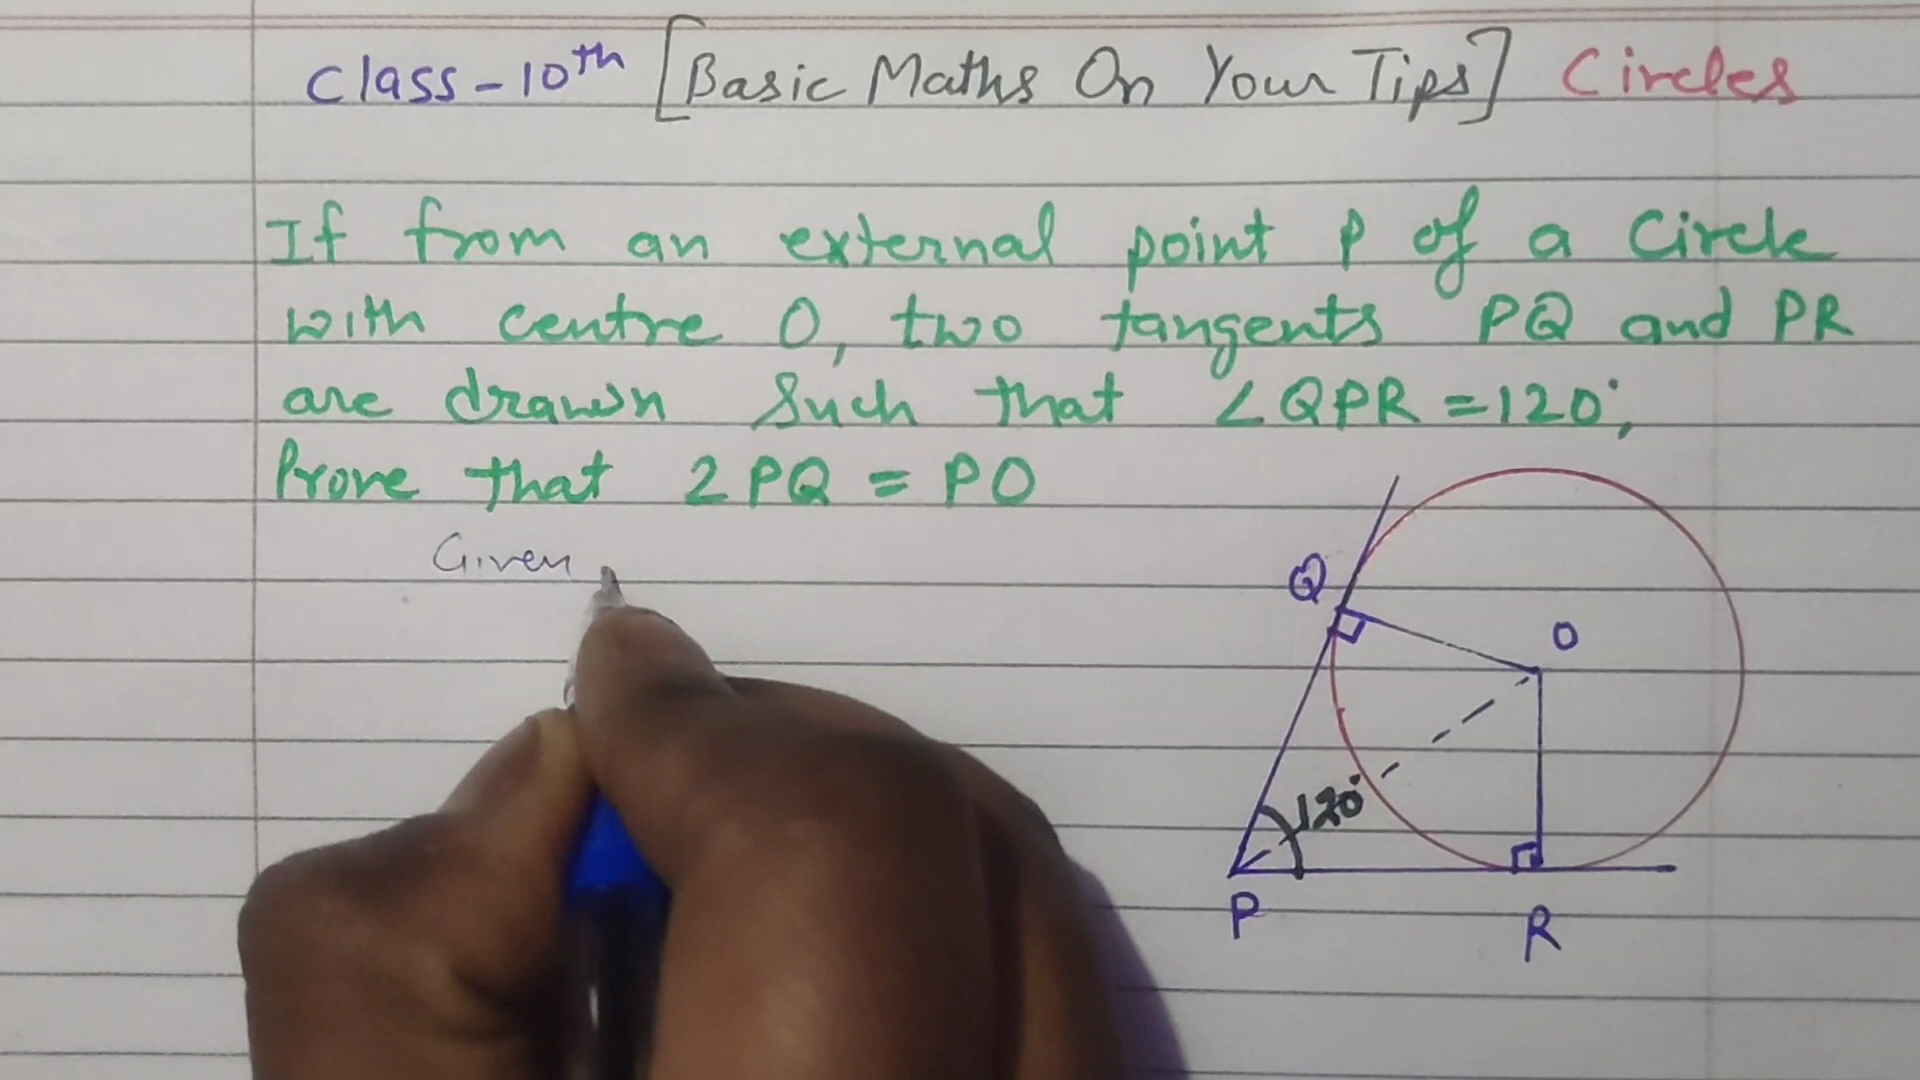 Class-10th [Basic Maths On Your Tips] Circles
If from an external point P of a Circle
with centre O, two tangents PQ and PR
are drawn Such that ∠QPR = 120°,
Prove that 2PQ = PO
Given
Q
O
120°
P
R